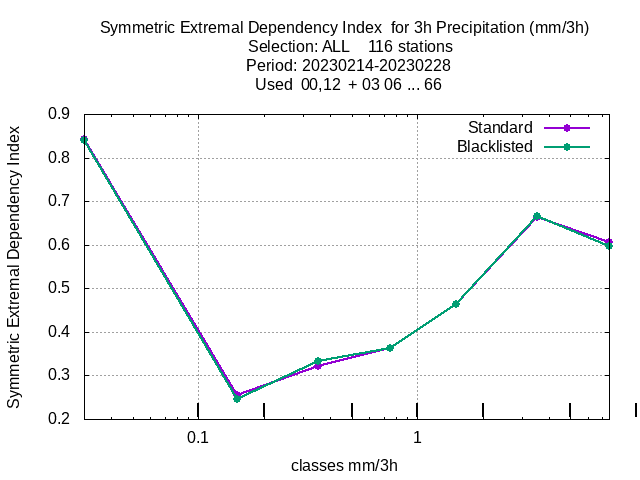 Symmetric Extremal Dependency Index  for 3h Precipitation (mm/3h)
Selection: ALL    116 stations
Period: 20230214-20230228
Used  00,12  + 03 06 ... 66
Standard
Blacklisted
Symmetric Extremal Dependency Index
0.9
0.8
0.7
0.6
0.5
0.4
0.3
0.2
0.1
1
classes mm/3h